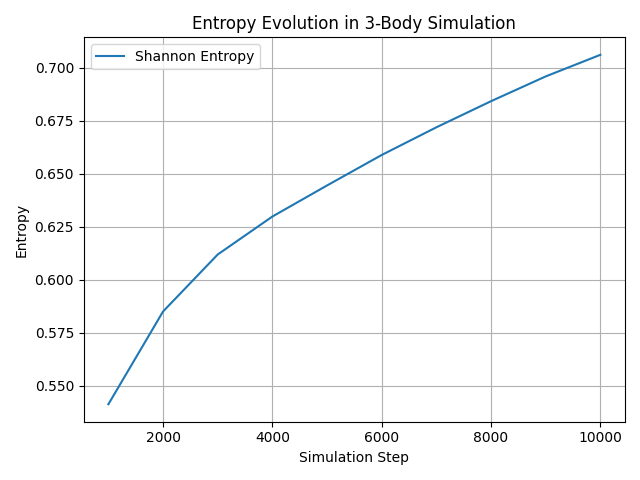 Entropy Evolution in 3-Body Simulation
Shannon Entropy
0.700
0.675
0.650
0.625
0.600
0.575
0.550
Entropy
2000 4000 6000 8000 10000
Simulation Step